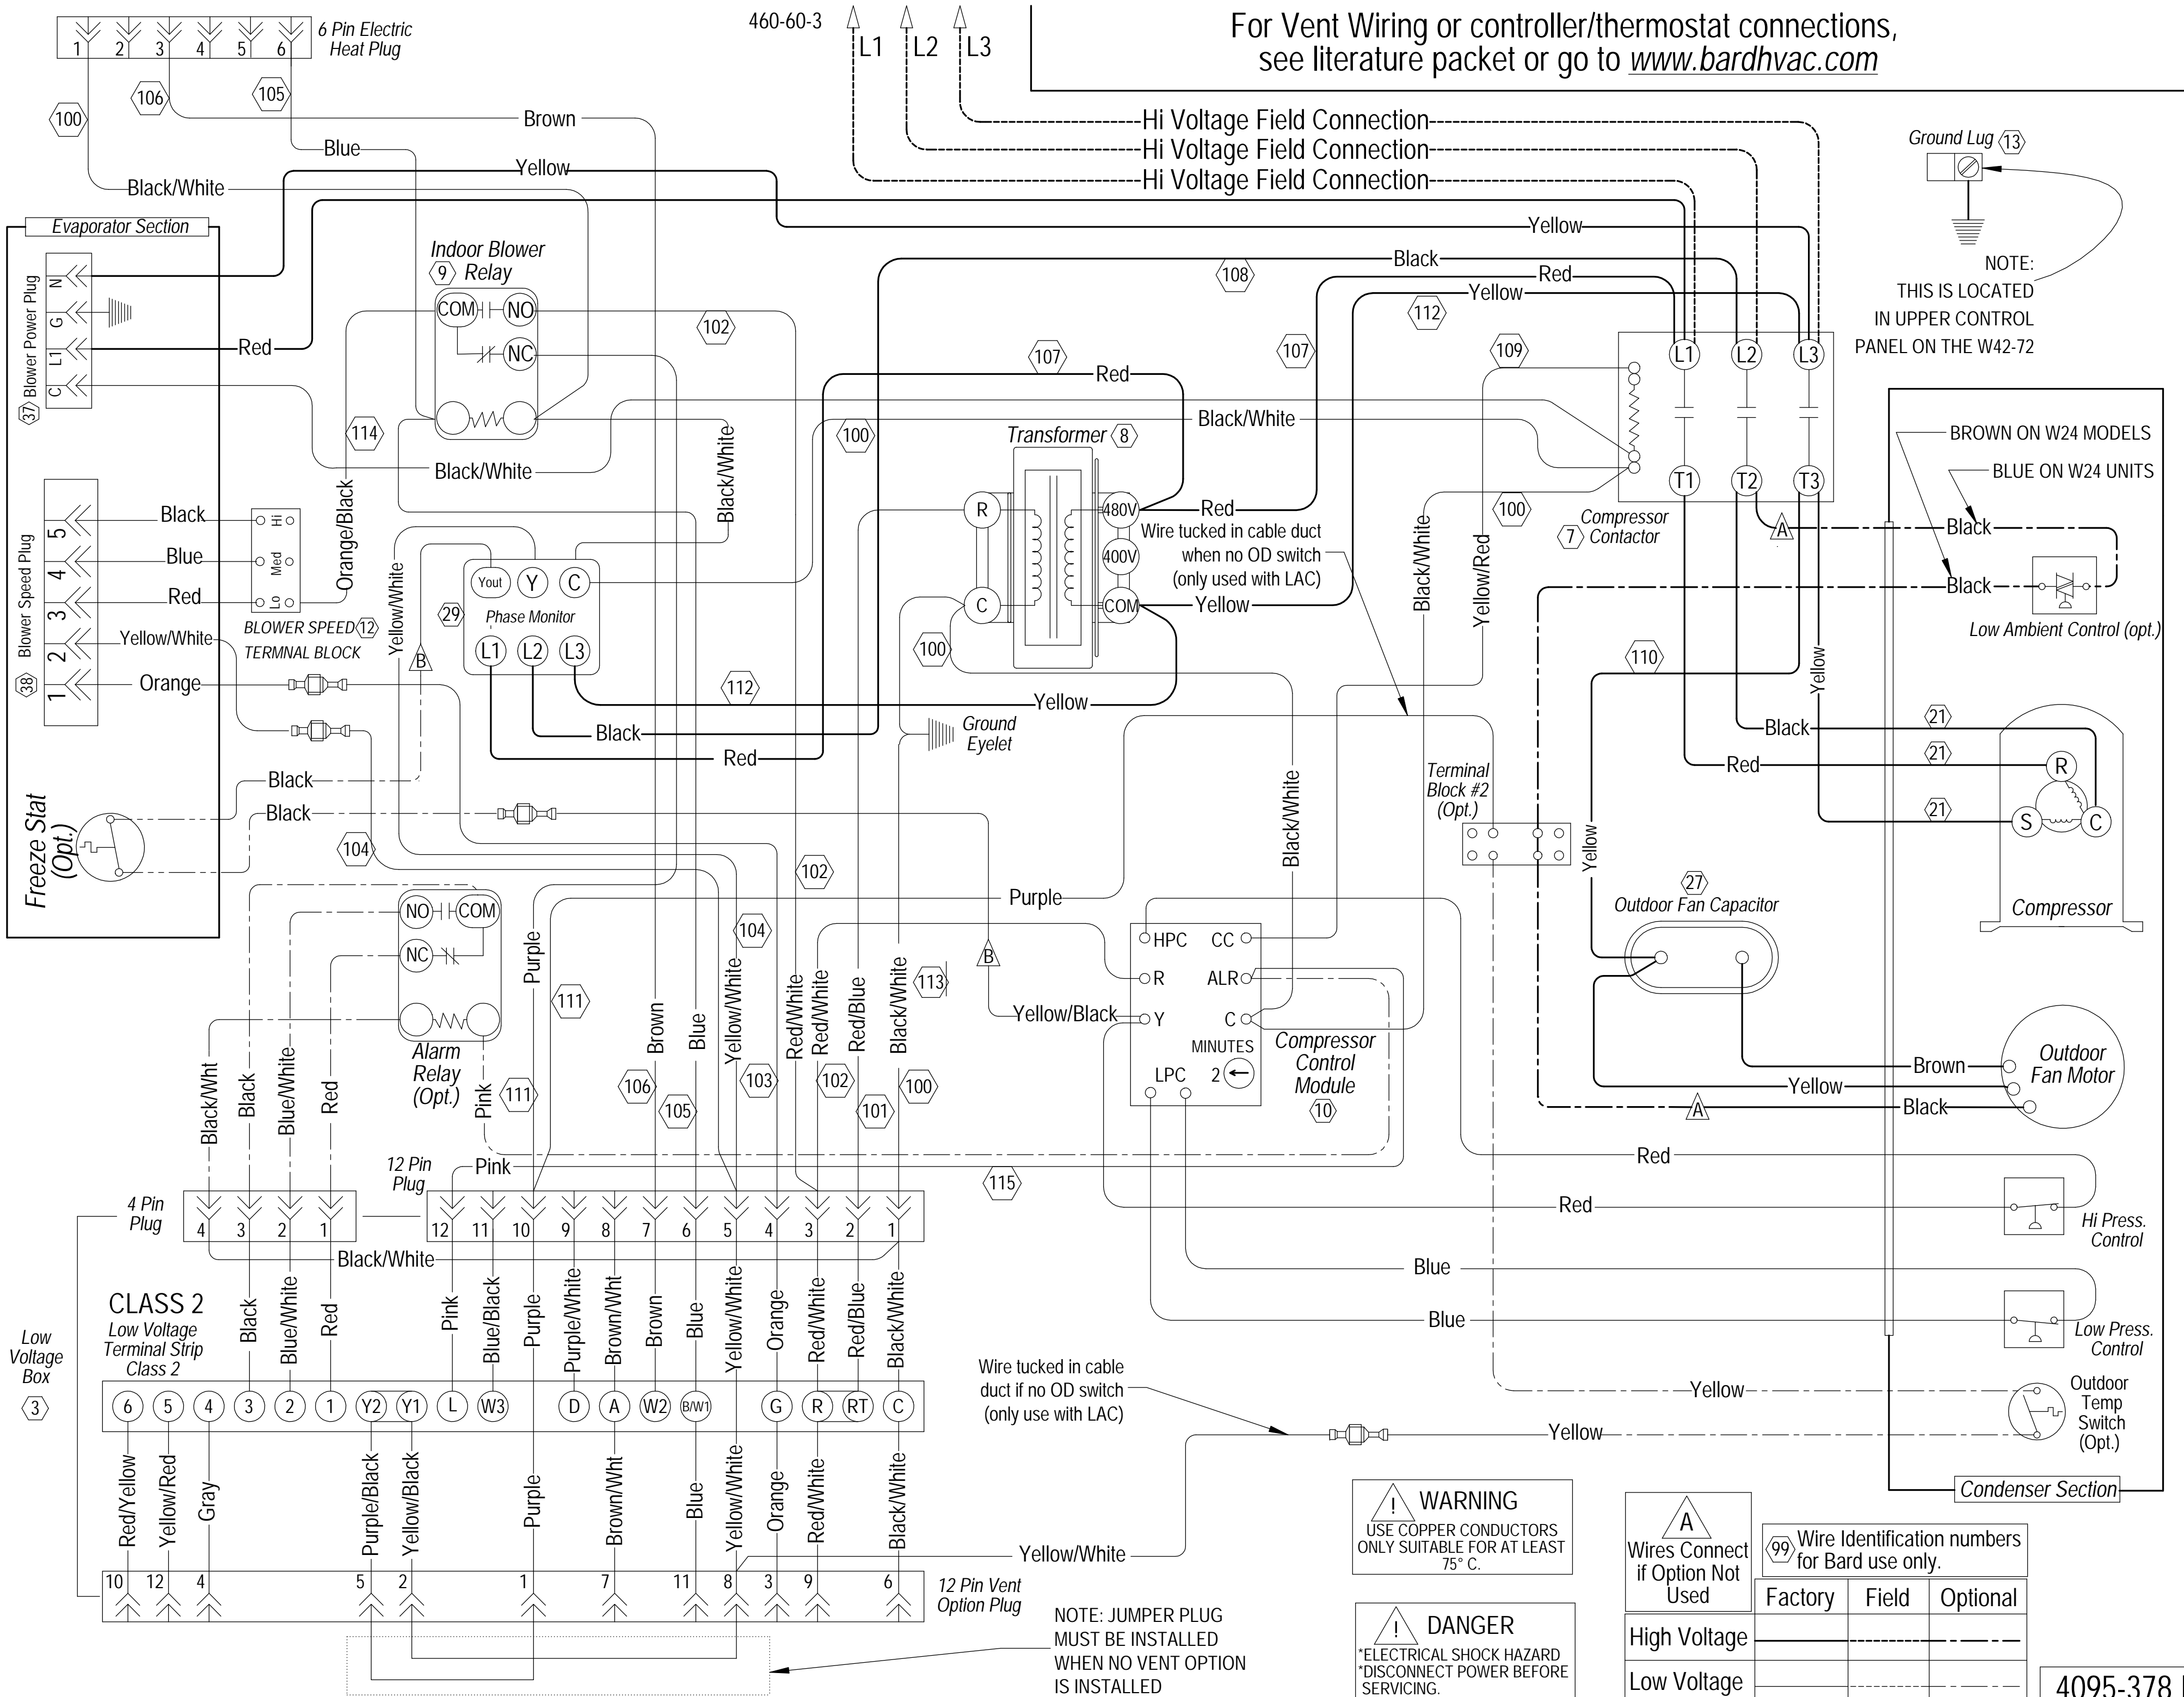 6 Pin Electric
Heat Plug
1 2 3 4 5 6
100
106
105
Brown
Blue
Yellow
Black/White
460-60-3
L1 L2 L3
For Vent Wiring or controller/thermostat connections,
see literature packet or go to www.bardhvac.com
Hi Voltage Field Connection
Hi Voltage Field Connection
Hi Voltage Field Connection
Ground Lug 13
NOTE:
THIS IS LOCATED
IN UPPER CONTROL
PANEL ON THE W42-72
Evaporator Section
37 Blower Power Plug
N
G
L1
C
Red
Indoor Blower
9 Relay
COM NO
NC
102
114
Black/White
Orange/Black
Black/White
Yellow
Black
108
Red
Yellow
112
107
Red
107
109
Black/White
100
Transformer 8
R
C
480V
400V
COM
Red
Yellow
Wire tucked in cable duct
when no OD switch
(only used with LAC)
L1 L2 L3
T1 T2 T3
100
Compressor
7 Contactor
Black/White
Yellow/Red
BROWN ON W24 MODELS
BLUE ON W24 UNITS
A
Black
Black
Low Ambient Control (opt.)
38 Blower Speed Plug
5
4
3
2
1
Black
Blue
Red
Yellow/White
Orange
Hi
Med
Lo
BLOWER SPEED 12
TERMNAL BLOCK
Yellow/White
B
29
Yout Y C
Phase Monitor
L1 L2 L3
112
Yellow
Black
Red
100
Ground
Eyelet
110
Yellow
Black
21
Red
21
21
R
S C
Compressor
Terminal
Block #2
(Opt.)
Yellow
Black/White
Freeze Stat
(Opt.)
Black
Black
104
102
Purple
B
Yellow/Black
27
Outdoor Fan Capacitor
Outdoor
Fan Motor
Brown
Yellow
A
Black
NO COM
NC
Alarm
Relay
(Opt.)
Purple
111
111
Pink
Brown
106
Blue
105
104
Yellow/White
103
Red/White
Red/White
102
Red/Blue
101
Black/White
113
100
HPC CC
R ALR
Y C
MINUTES
LPC 2
Compressor
Control
Module
10
Black/Wht
Black
Blue/White
Red
12 Pin
Plug
Pink
115
4 Pin
Plug
4 3 2 1
12 11 10 9 8 7 6 5 4 3 2 1
Black/White
Red
Red
Hi Press.
Control
Blue
Blue
Low Press.
Control
CLASS 2
Low Voltage
Terminal Strip
Class 2
Low
Voltage
Box
3
Black
Blue/White
Red
Pink
Blue/Black
Purple
Purple/White
Brown/Wht
Brown
Blue
Yellow/White
Orange
Red/White
Red/Blue
Black/White
6 5 4 3 2 1 Y2 Y1 L W3 D A W2 B/W1 G R RT C
Wire tucked in cable
duct if no OD switch
(only use with LAC)
Yellow
Yellow
Outdoor
Temp
Switch
(Opt.)
Condenser Section
Red/Yellow
Yellow/Red
Gray
Purple/Black
Yellow/Black
Purple
Brown/Wht
Blue
Yellow/White
Orange
Red/White
Black/White
Yellow/White
10 12 4 5 2 1 7 11 8 3 9 6
12 Pin Vent
Option Plug
NOTE: JUMPER PLUG
MUST BE INSTALLED
WHEN NO VENT OPTION
IS INSTALLED
! WARNING
USE COPPER CONDUCTORS
ONLY SUITABLE FOR AT LEAST
75° C.
! DANGER
*ELECTRICAL SHOCK HAZARD
*DISCONNECT POWER BEFORE
SERVICING.
A
Wires Connect
if Option Not
Used
99 Wire Identification numbers
for Bard use only.
Factory Field Optional
High Voltage
Low Voltage
4095-378